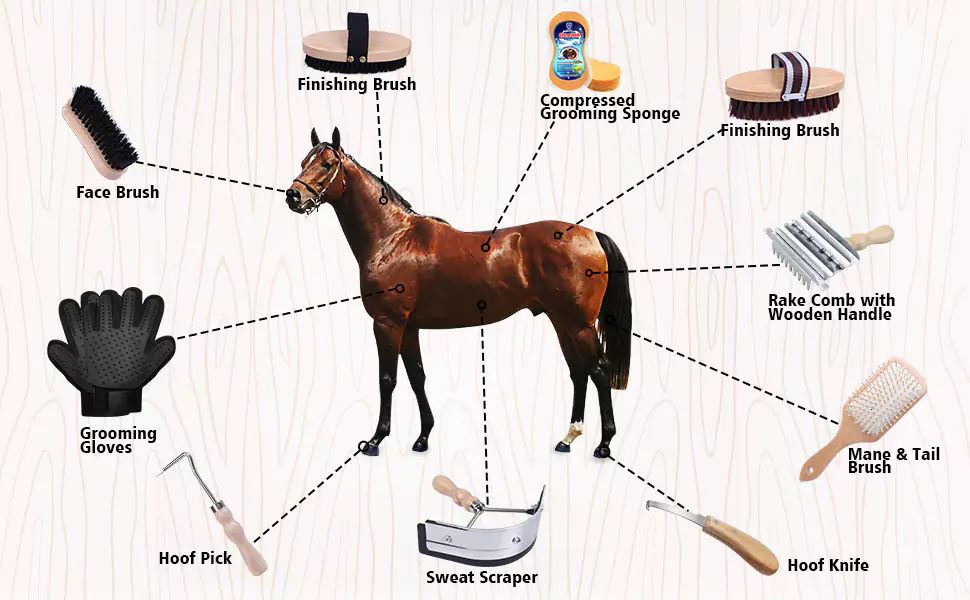 Finishing Brush
Compressed
Grooming Sponge
Finishing Brush
Face Brush
Rake Comb with
Wooden Handle
Grooming
Gloves
Mane & Tail
Brush
Hoof Pick
Sweat Scraper
Hoof Knife